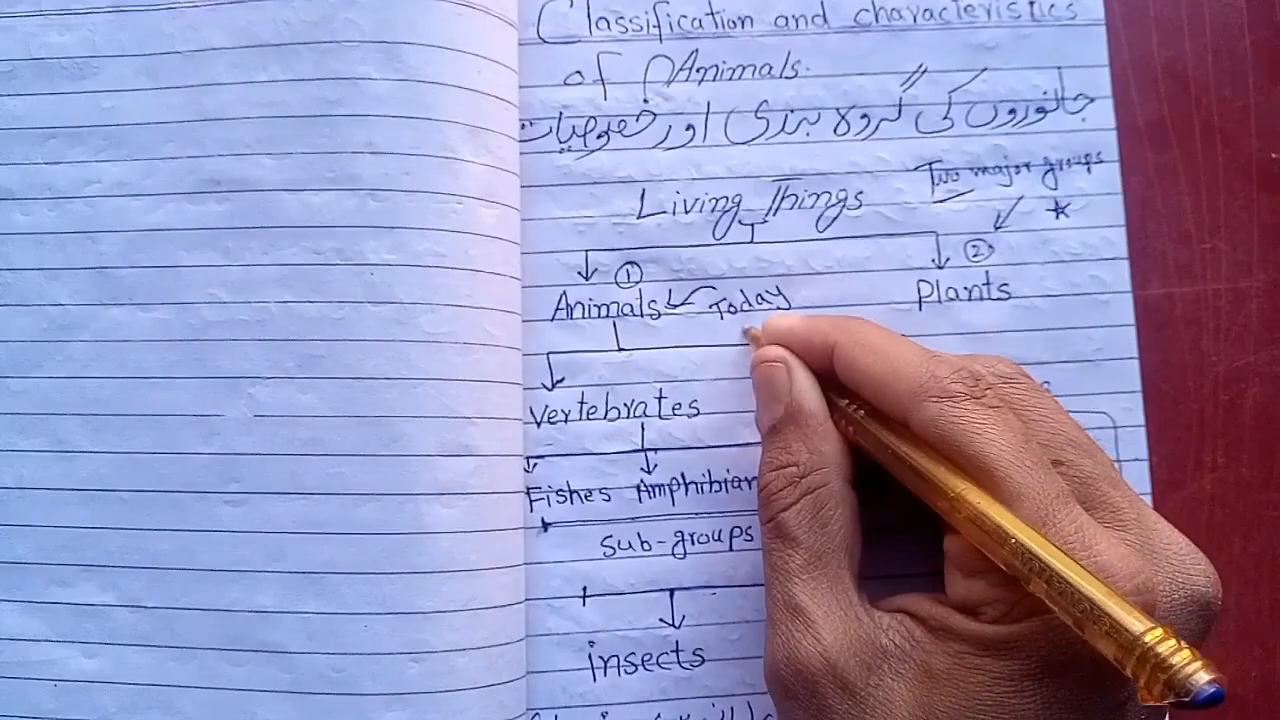 Classification and characteristics
of Animals.
جانوروں کی گروہ بندی اور خصوصیات
Two major groups
Living Things
① ②
Animals Today Plants
Vertebrates
Fishes Amphibian
Sub-groups
insects